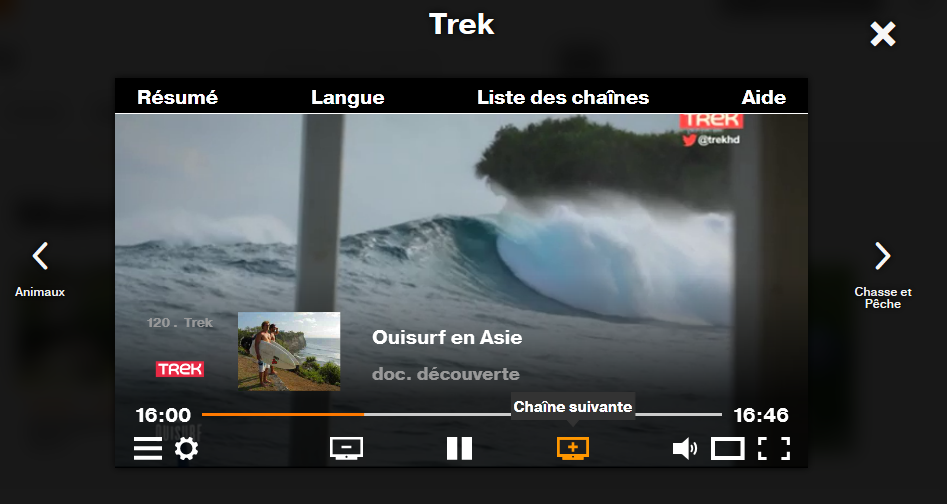 Trek
Résumé
Langue
Liste des chaînes
Aide
TREK
@trekhd
Animaux
Chasse et
Pêche
120 . Trek
TREK
Ouisurf en Asie
doc. découverte
Chaîne suivante
16:00
16:46
OUISURF